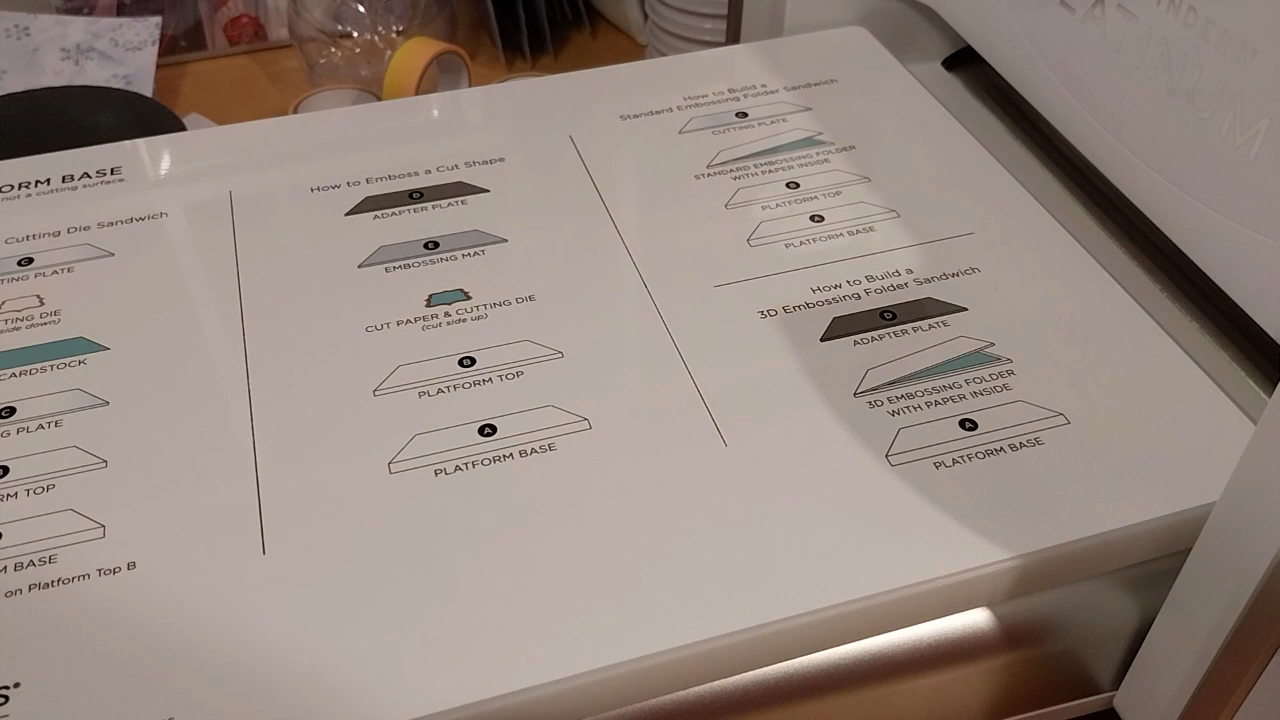 ORM BASE
not a cutting surface.
Cutting Die Sandwich
C
TING PLATE
TING DIE
side down)
CARDSTOCK
C
G PLATE
RM TOP
M BASE
on Platform Top B
S®
How to Emboss a Cut Shape
D
ADAPTER PLATE
E
EMBOSSING MAT
CUT PAPER & CUTTING DIE
(cut side up)
B
PLATFORM TOP
A
PLATFORM BASE
How to Build a
Standard Embossing Folder Sandwich
C
CUTTING PLATE
STANDARD EMBOSSING FOLDER
WITH PAPER INSIDE
B
PLATFORM TOP
A
PLATFORM BASE
How to Build a
3D Embossing Folder Sandwich
D
ADAPTER PLATE
3D EMBOSSING FOLDER
WITH PAPER INSIDE
A
PLATFORM BASE
INDERS
LATINUM